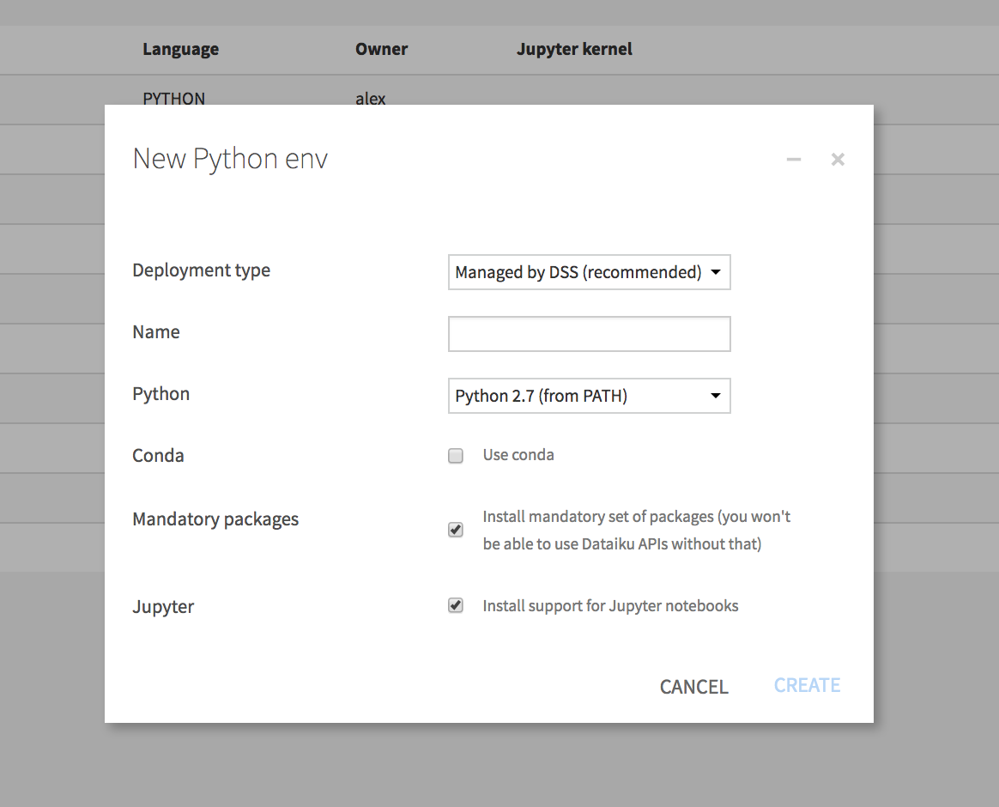 Language Owner Jupyter kernel
PYTHON alex
New Python env
Deployment type Managed by DSS (recommended)
Name
Python Python 2.7 (from PATH)
Conda Use conda
Mandatory packages Install mandatory set of packages (you won't
be able to use Dataiku APIs without that)
Jupyter Install support for Jupyter notebooks
CANCEL CREATE